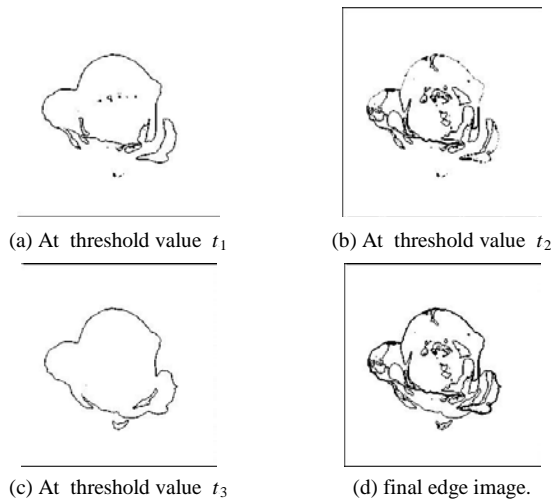 (a) At threshold value t₁
(b) At threshold value t₂
(c) At threshold value t₃
(d) final edge image.